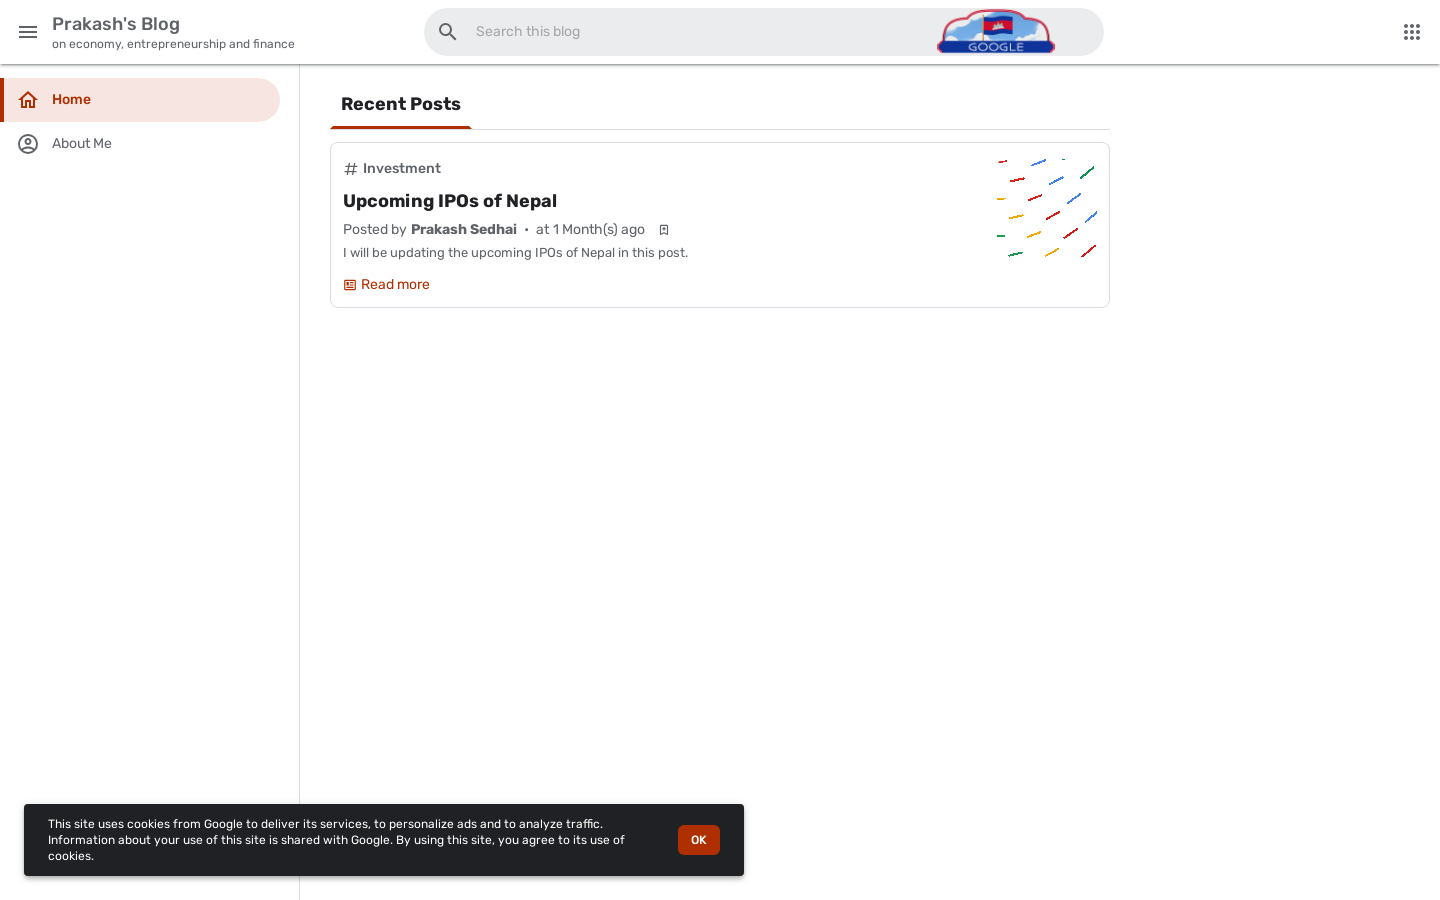 Prakash's Blog
on economy, entrepreneurship and finance
Search this blog
GOOGLE
Home
About Me
Recent Posts
Investment
Upcoming IPOs of Nepal
Posted by Prakash Sedhai • at 1 Month(s) ago
I will be updating the upcoming IPOs of Nepal in this post.
Read more
This site uses cookies from Google to deliver its services, to personalize ads and to analyze traffic.
Information about your use of this site is shared with Google. By using this site, you agree to its use of
cookies.
OK